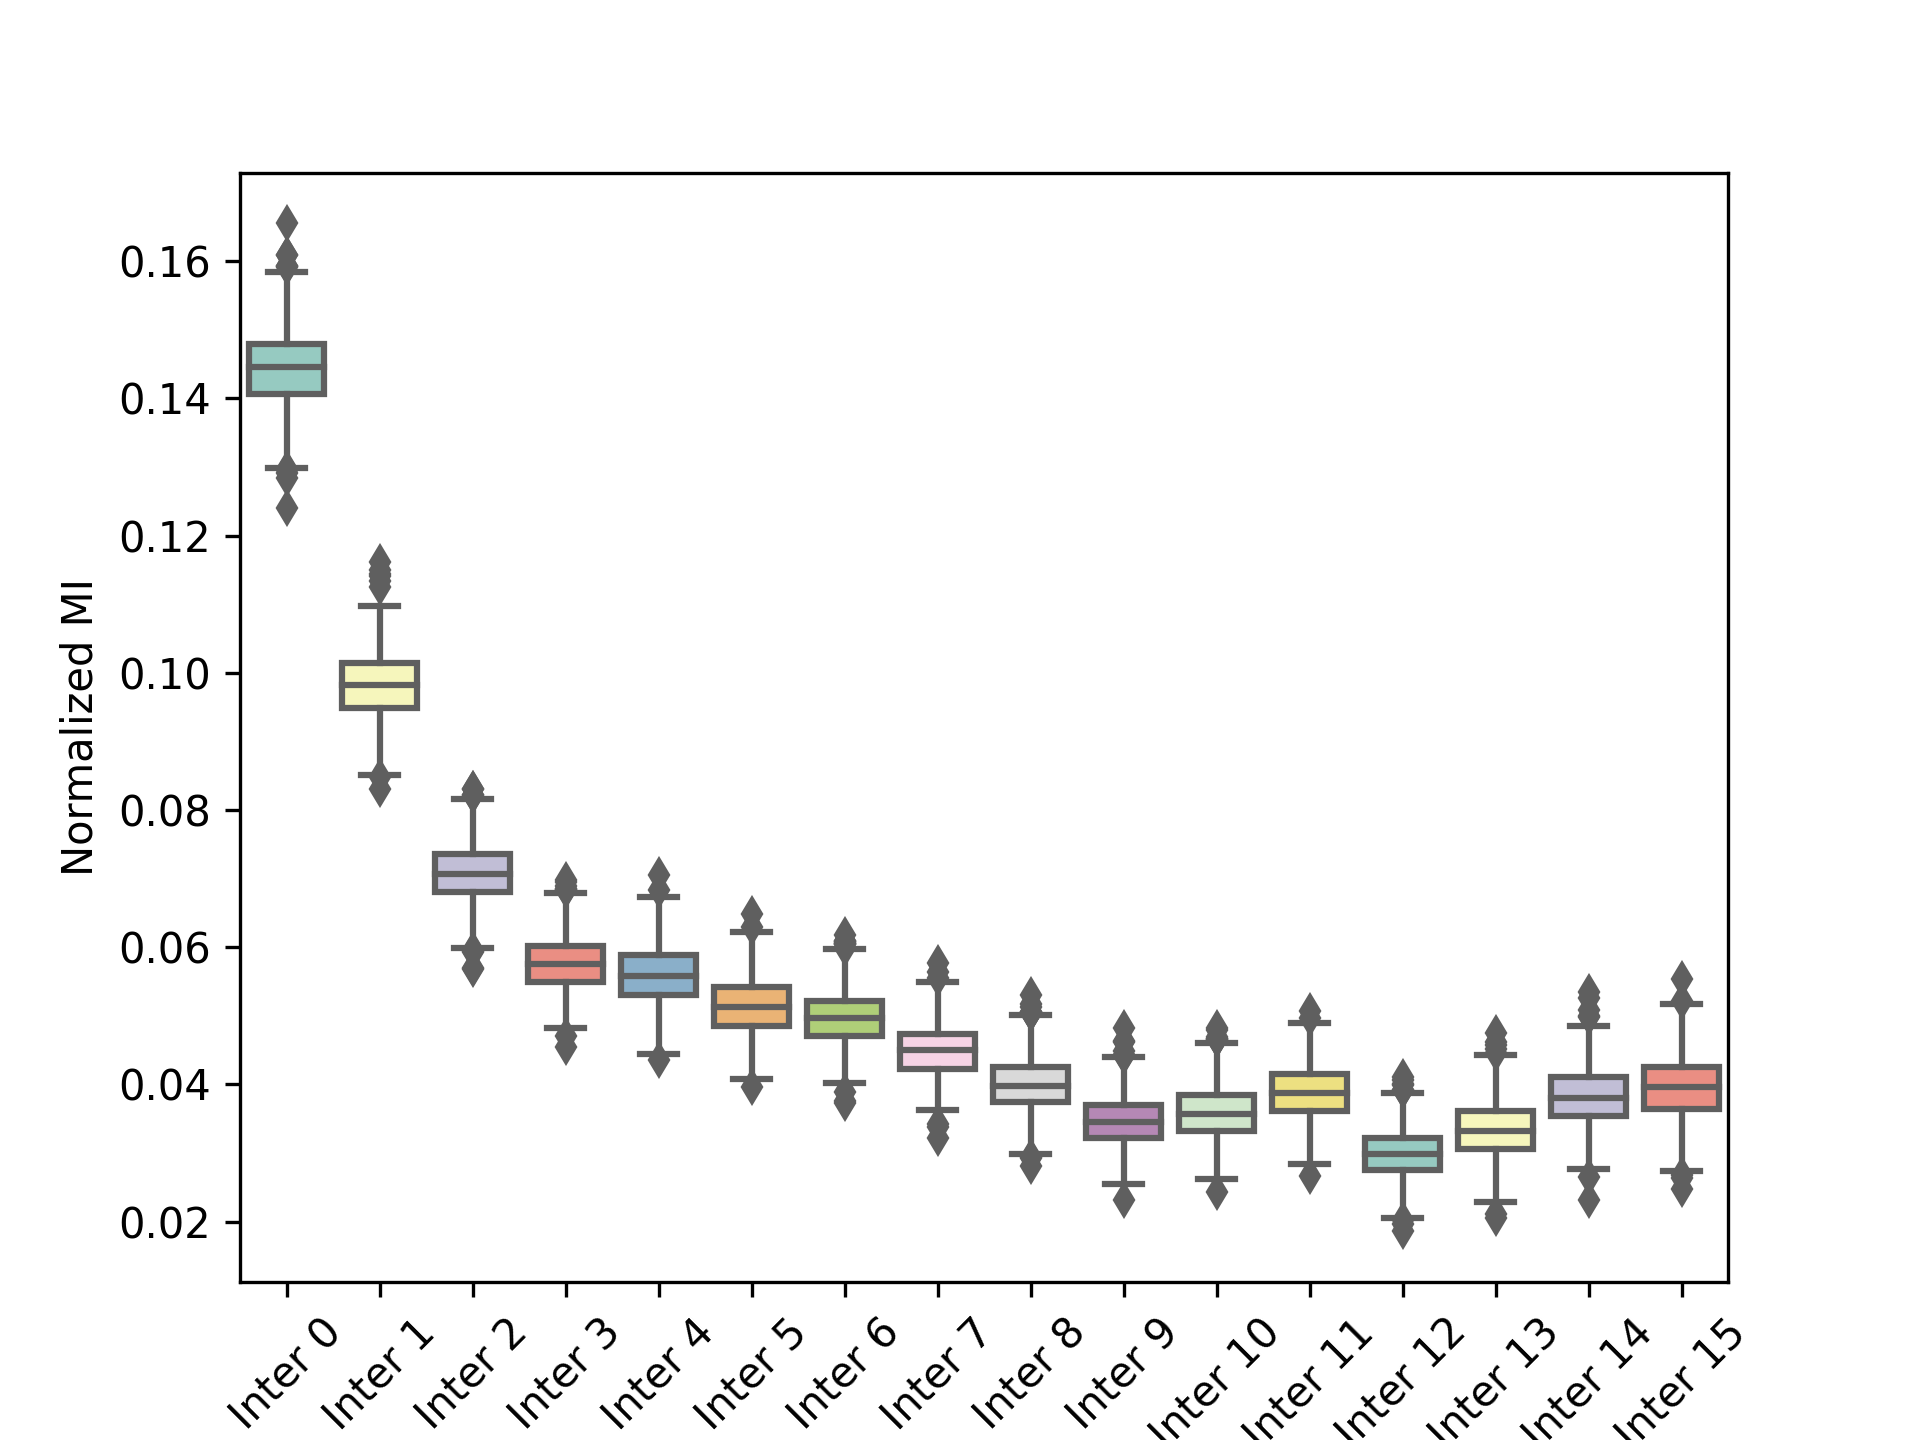 Normalized MI
0.16
0.14
0.12
0.10
0.08
0.06
0.04
0.02
Inter 0
Inter 1
Inter 2
Inter 3
Inter 4
Inter 5
Inter 6
Inter 7
Inter 8
Inter 9
Inter 10
Inter 11
Inter 12
Inter 13
Inter 14
Inter 15